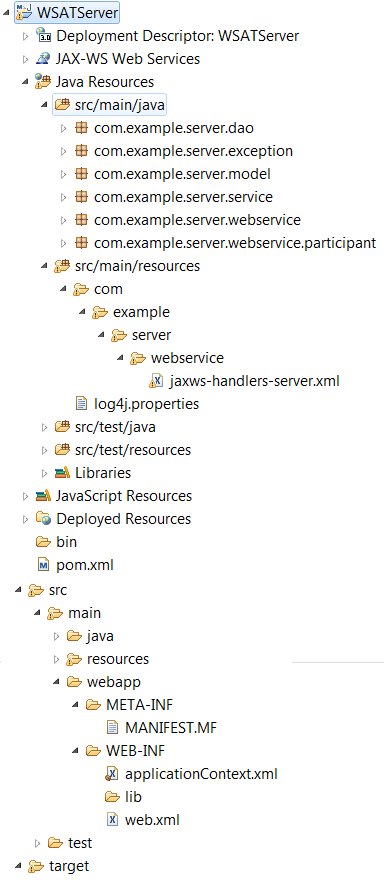 WSATServer
Deployment Descriptor: WSATServer
JAX-WS Web Services
Java Resources
src/main/java
com.example.server.dao
com.example.server.exception
com.example.server.model
com.example.server.service
com.example.server.webservice
com.example.server.webservice.participant
src/main/resources
com
example
server
webservice
jaxws-handlers-server.xml
log4j.properties
src/test/java
src/test/resources
Libraries
JavaScript Resources
Deployed Resources
bin
pom.xml
src
main
java
resources
webapp
META-INF
MANIFEST.MF
WEB-INF
applicationContext.xml
lib
web.xml
test
target